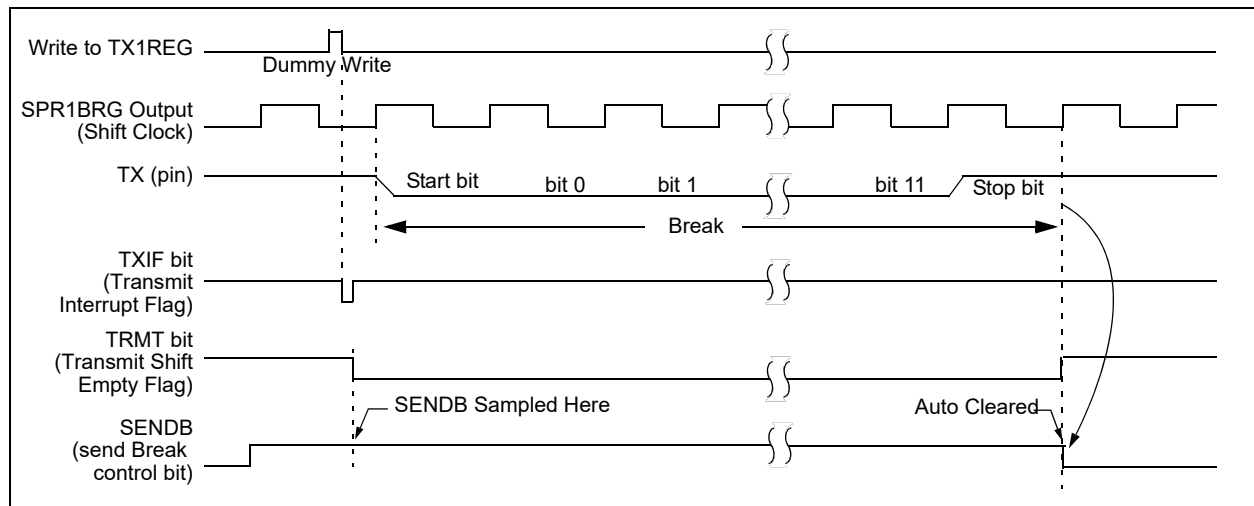 Write to TX1REG
Dummy Write
SPR1BRG Output
(Shift Clock)
TX (pin)
Start bit
bit 0
bit 1
bit 11
Stop bit
Break
TXIF bit
(Transmit
Interrupt Flag)
TRMT bit
(Transmit Shift
Empty Flag)
SENDB Sampled Here
Auto Cleared
SENDB
(send Break
control bit)